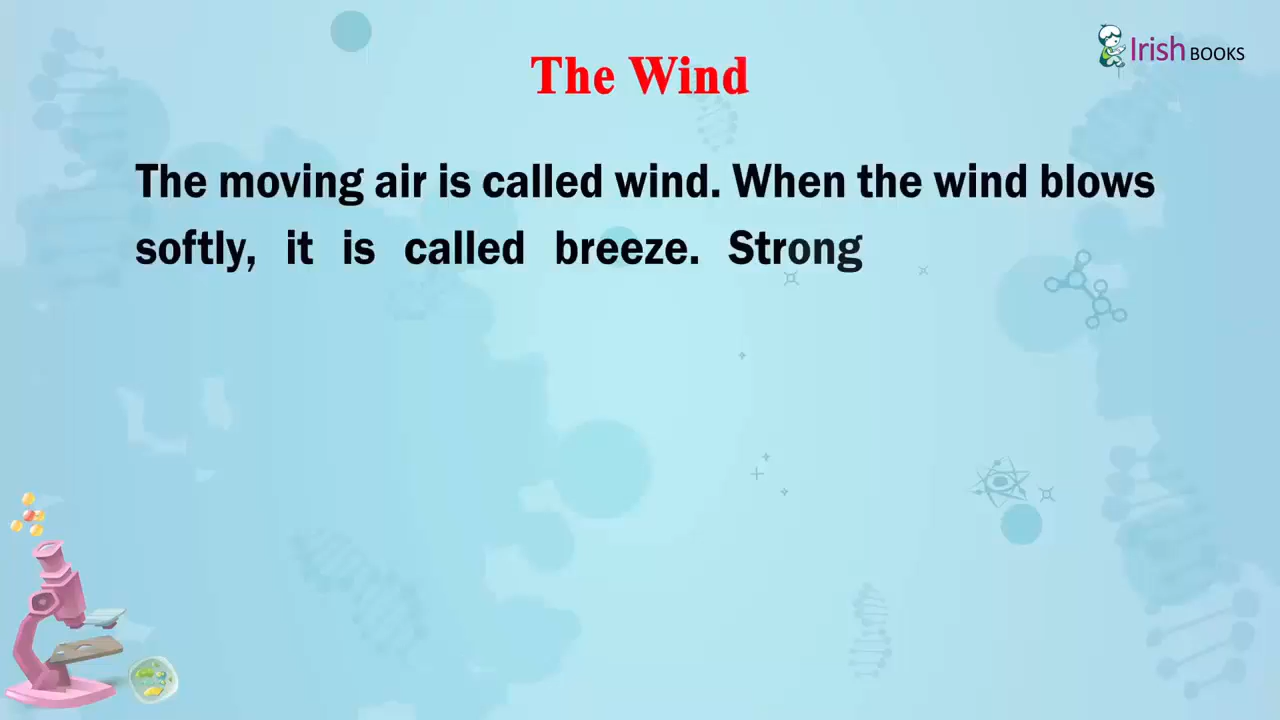 Irish BOOKS
The Wind
The moving air is called wind. When the wind blows
softly, it is called breeze. Strong